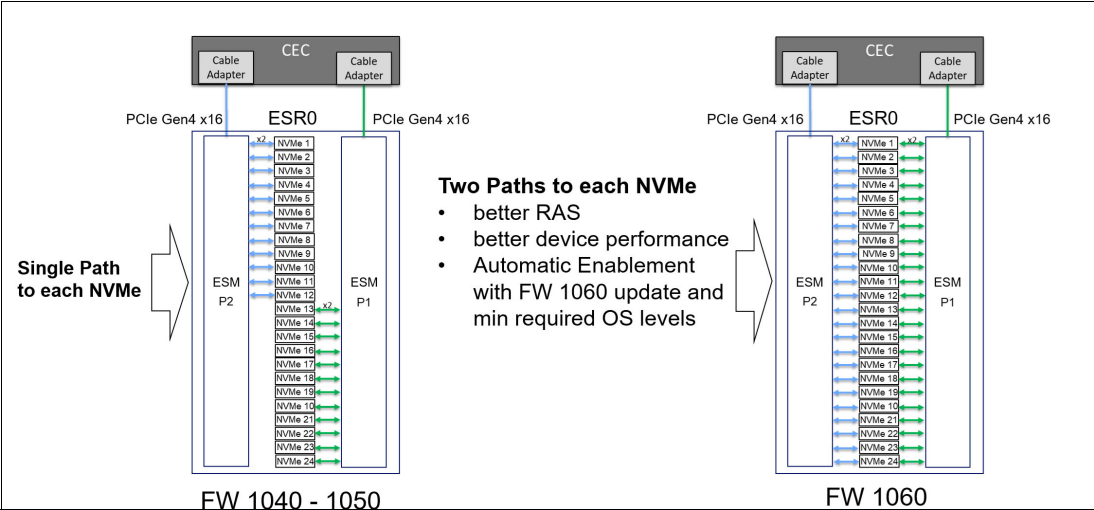 CEC
Cable Adapter
Cable Adapter
PCIe Gen4 x16
ESR0
PCIe Gen4 x16
x2
NVMe 1
NVMe 2
NVMe 3
NVMe 4
NVMe 5
NVMe 6
NVMe 7
NVMe 8
NVMe 9
NVMe 10
NVMe 11
NVMe 12
NVMe 13
x2
NVMe 14
NVMe 15
NVMe 16
NVMe 17
NVMe 18
NVMe 19
NVMe 10
NVMe 21
NVMe 22
NVMe 23
NVMe 24
ESM
P2
ESM
P1
Single Path
to each NVMe
FW 1040 - 1050
Two Paths to each NVMe
• better RAS
• better device performance
• Automatic Enablement
with FW 1060 update and
min required OS levels
CEC
Cable Adapter
Cable Adapter
PCIe Gen4 x16
ESR0
PCIe Gen4 x16
x2
NVMe 1
x2
NVMe 2
NVMe 3
NVMe 4
NVMe 5
NVMe 6
NVMe 7
NVMe 8
NVMe 9
NVMe 10
NVMe 11
NVMe 12
NVMe 13
NVMe 14
NVMe 15
NVMe 16
NVMe 17
NVMe 18
NVMe 19
NVMe 10
NVMe 21
NVMe 22
NVMe 23
NVMe 24
ESM
P2
ESM
P1
FW 1060